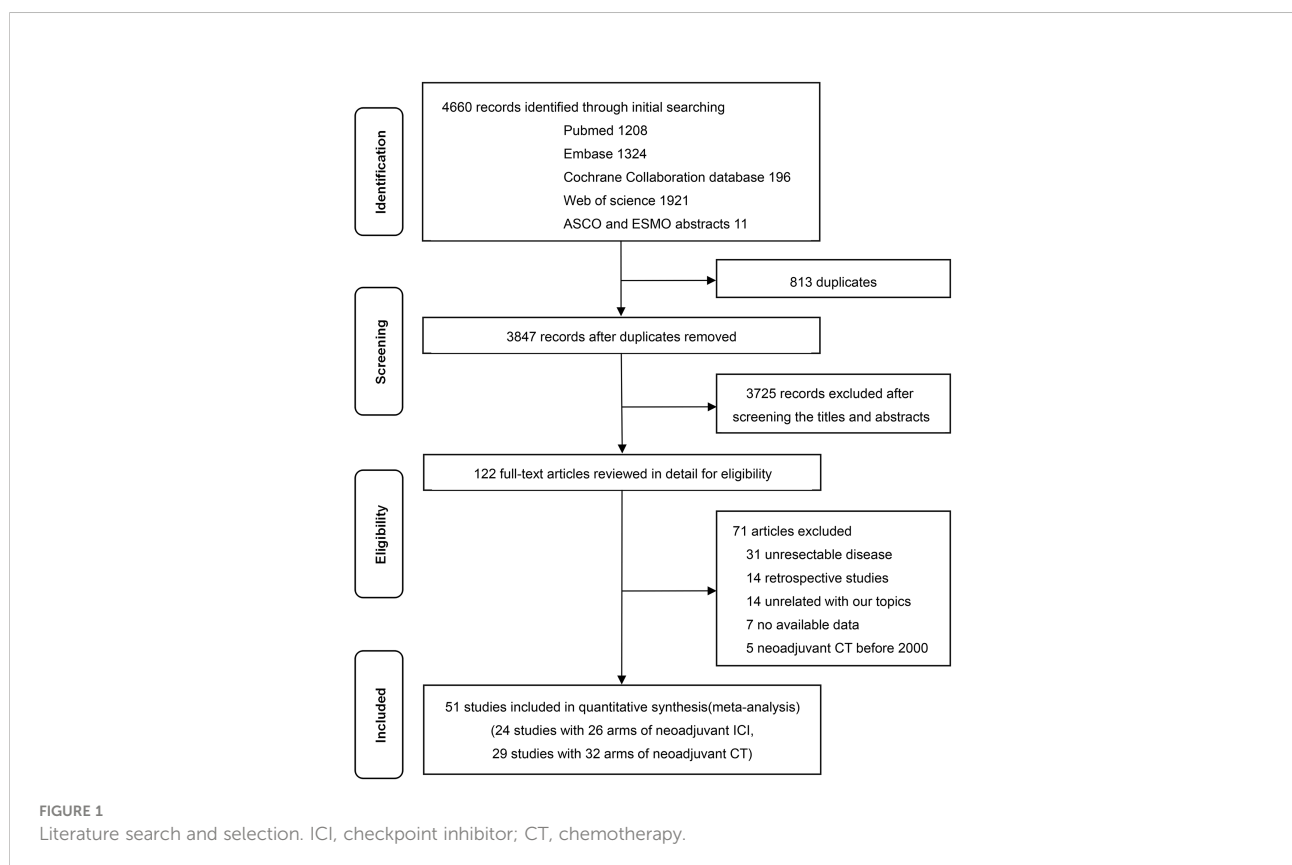 Identification
4660 records identified through initial searching
Pubmed 1208
Embase 1324
Cochrane Collaboration database 196
Web of science 1921
ASCO and ESMO abstracts 11
813 duplicates
Screening
3847 records after duplicates removed
3725 records excluded after
screening the titles and abstracts
Eligibility
122 full-text articles reviewed in detail for eligibility
71 articles excluded
31 unresectable disease
14 retrospective studies
14 unrelated with our topics
7 no available data
5 neoadjuvant CT before 2000
Included
51 studies included in quantitative synthesis(meta-analysis)
(24 studies with 26 arms of neoadjuvant ICI,
29 studies with 32 arms of neoadjuvant CT)
FIGURE 1
Literature search and selection. ICI, checkpoint inhibitor; CT, chemotherapy.